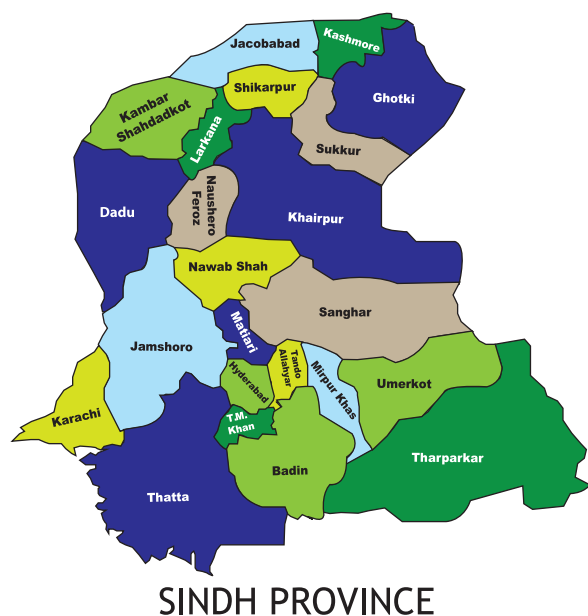 Kashmore
Jacobabad
Shikarpur
Ghotki
Kambar
Shahdadkot
Larkana
Sukkur
Naushero
Feroz
Dadu
Khairpur
Nawab Shah
Sanghar
Matiari
Jamshoro
Tando
Allahyar
Mirpur Khas
Hyderabad
Umerkot
Karachi
T.M.
Khan
Tharparkar
Badin
Thatta
SINDH PROVINCE